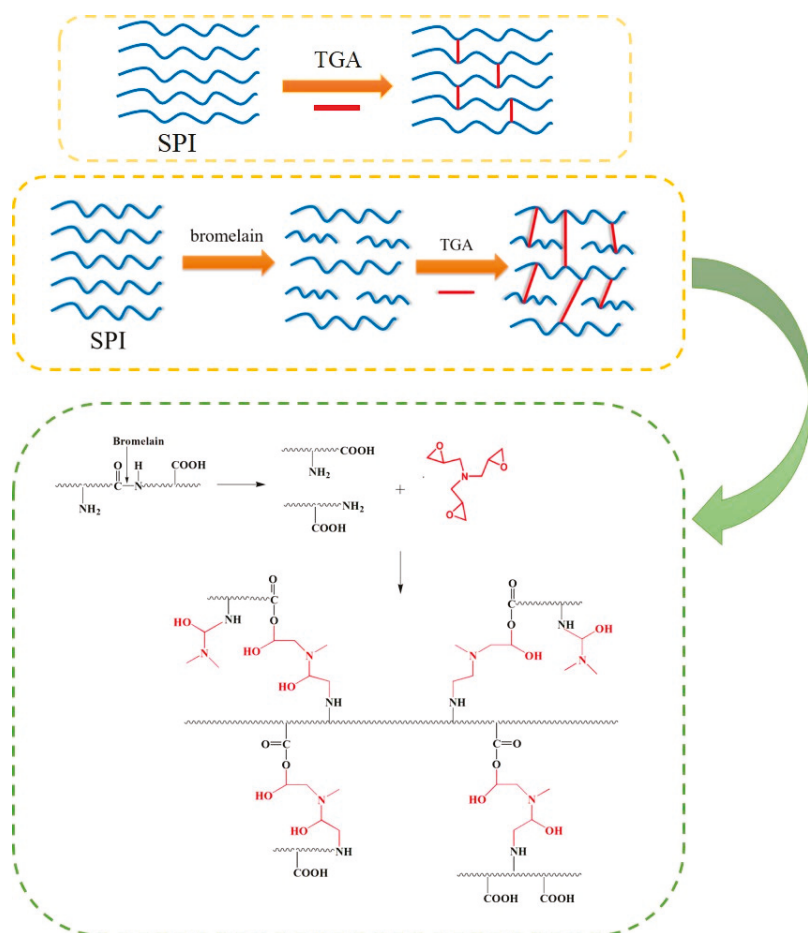 TGA
SPI
bromelain
TGA
SPI
Bromelain
O H COOH
C N
NH2
COOH
NH2
NH2
COOH
+
O
O
N
O
O
C
O
NH
HO
N
HO
N
HO
NH
O
C
O
NH
OH
N
OH
N
NH
O C
O
HO
N
HO
NH
COOH
C O
O
HO
N
OH
NH
COOH COOH